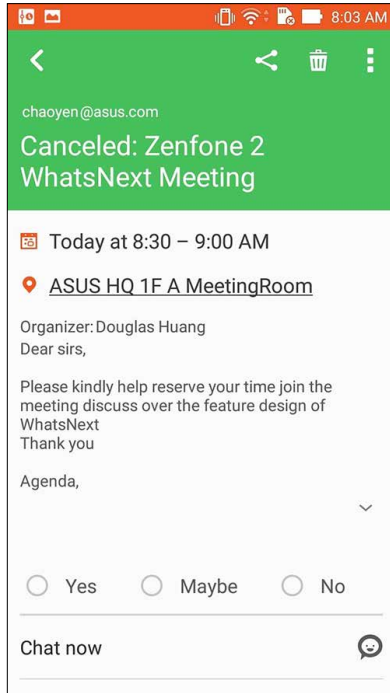 8:03 AM
chaoyen@asus.com
Canceled: Zenfone 2
WhatsNext Meeting
Today at 8:30 – 9:00 AM
ASUS HQ 1F A MeetingRoom
Organizer: Douglas Huang
Dear sirs,
Please kindly help reserve your time join the
meeting discuss over the feature design of
WhatsNext
Thank you
Agenda,
Yes Maybe No
Chat now